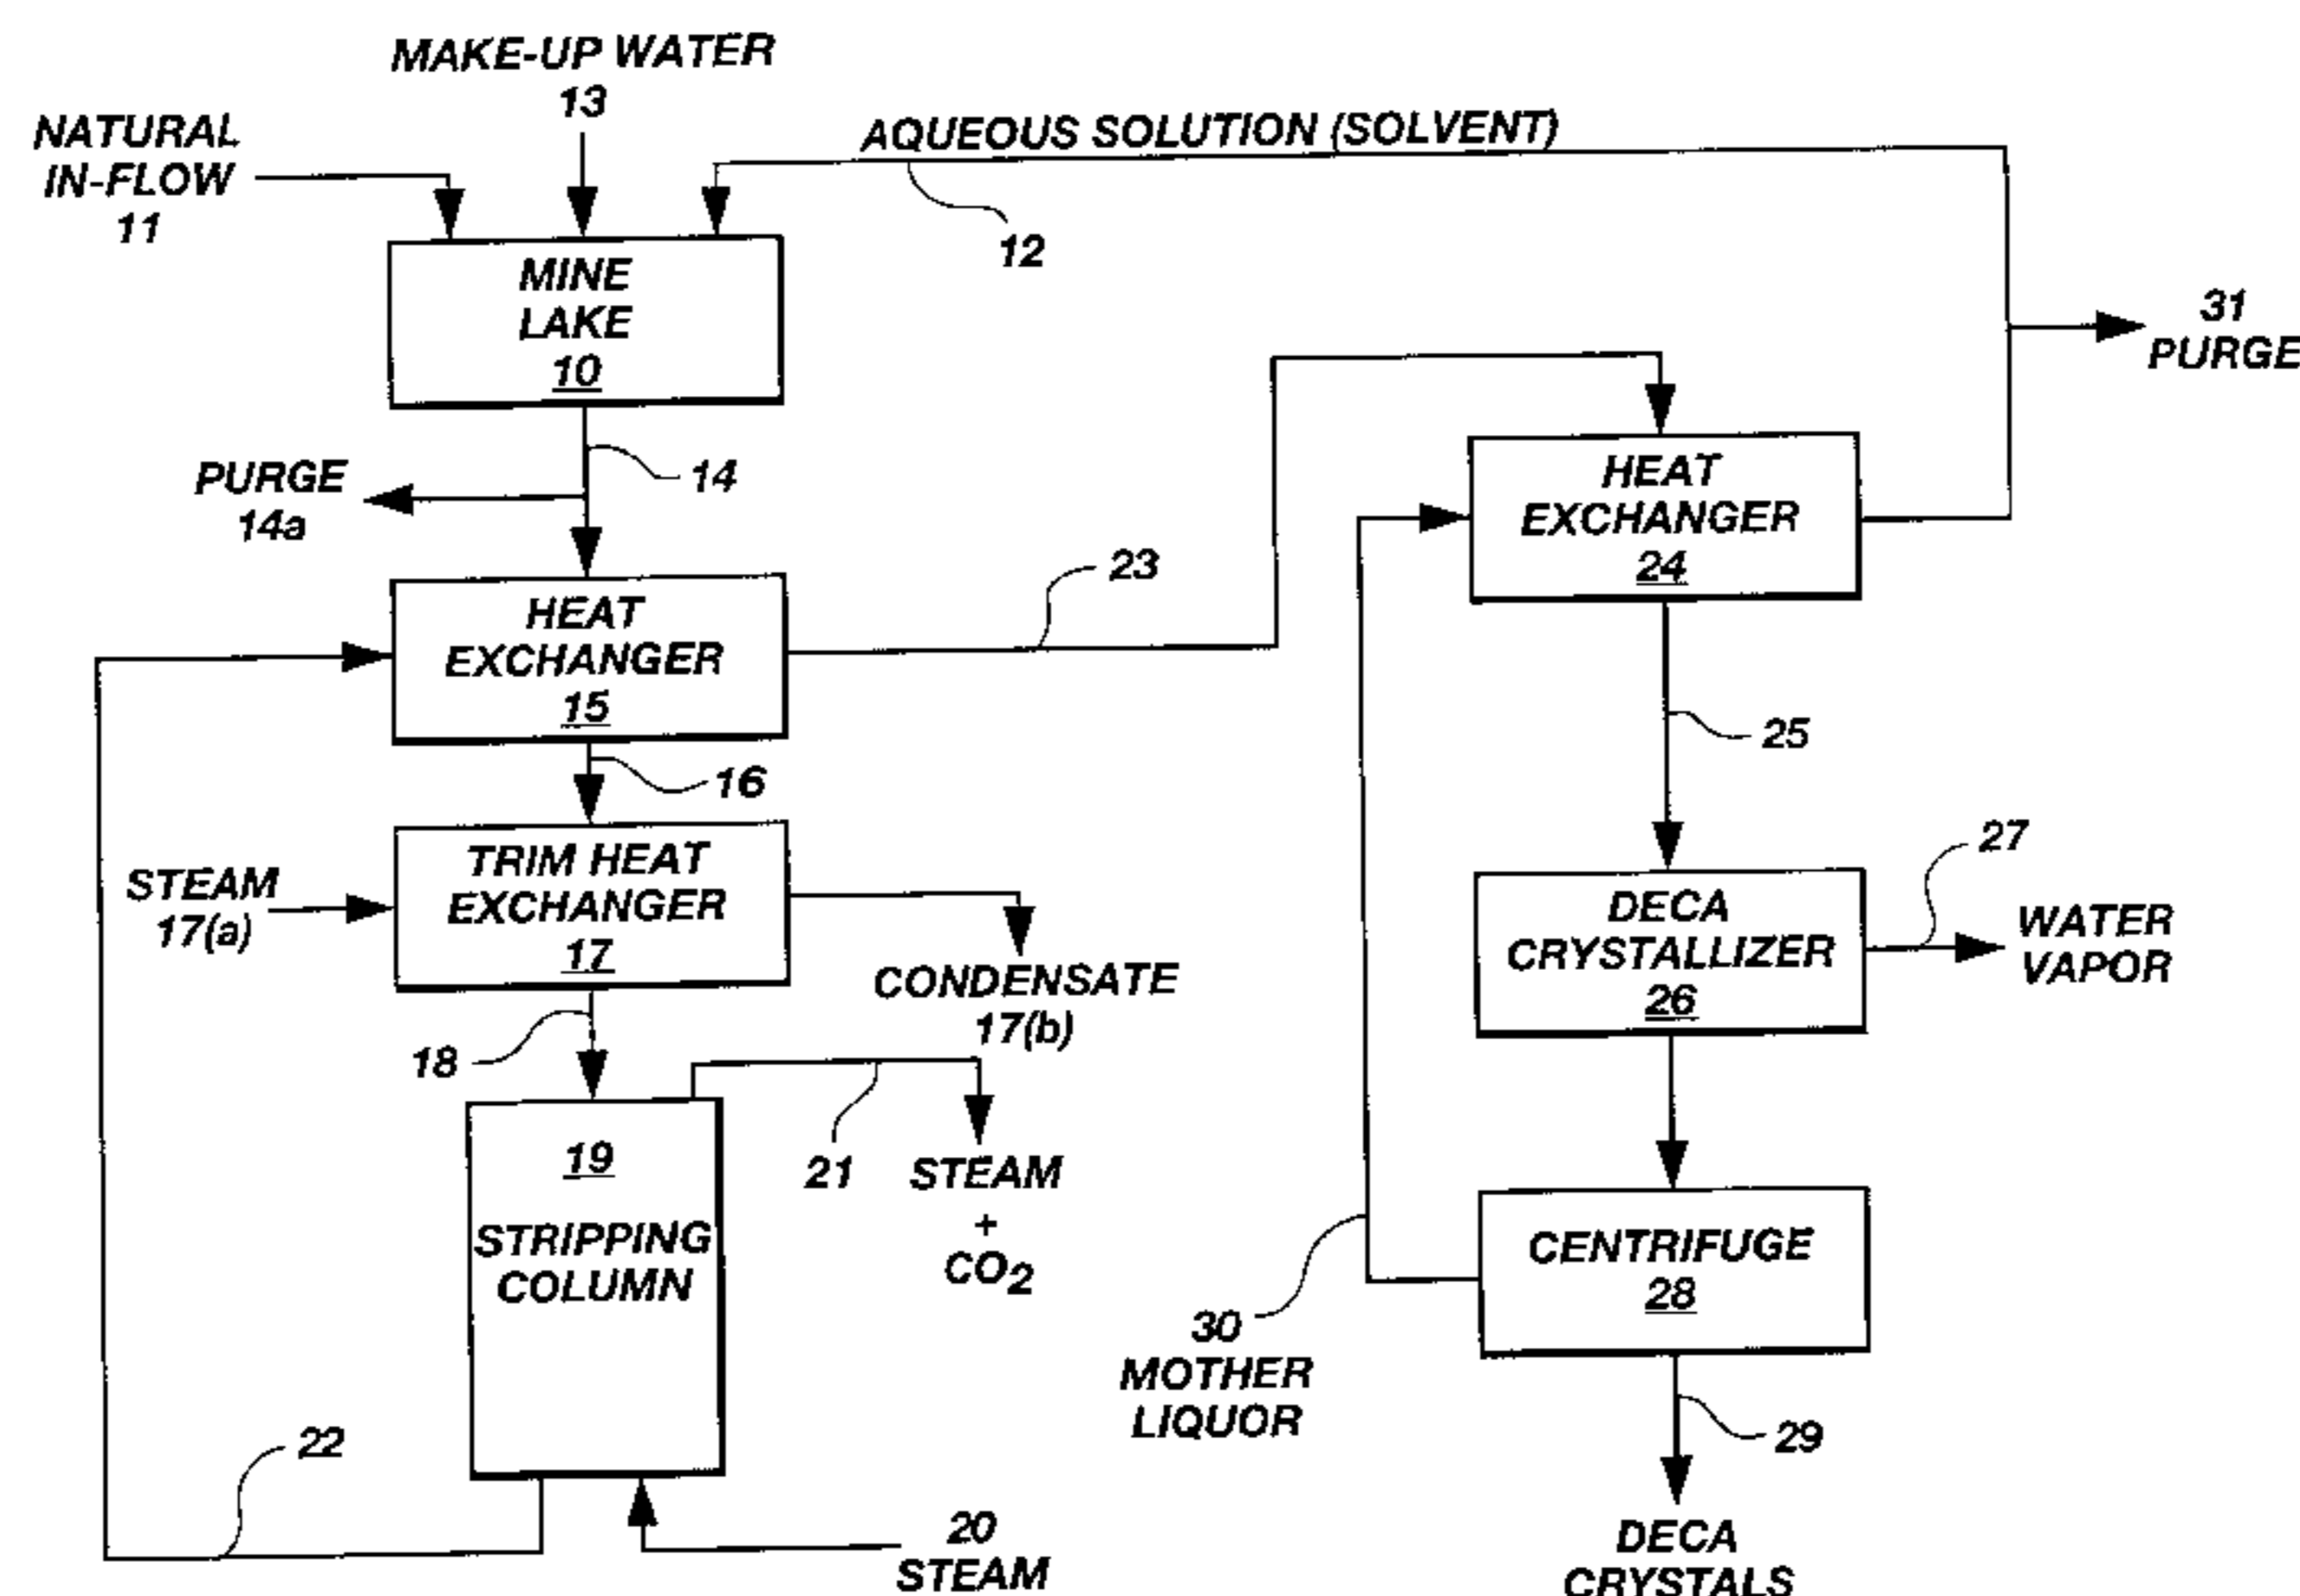 MAKE-UP WATER
13
NATURAL
IN-FLOW
11
AQUEOUS SOLUTION (SOLVENT)
12
MINE
LAKE
10
31
PURGE
14
PURGE
14a
HEAT
EXCHANGER
24
23
HEAT
EXCHANGER
15
25
16
TRIM HEAT
EXCHANGER
17
STEAM
17(a)
CONDENSATE
17(b)
27
DECA
CRYSTALLIZER
26
WATER
VAPOR
18
19
STRIPPING
COLUMN
21
STEAM
+
CO2
CENTRIFUGE
28
30
MOTHER
LIQUOR
22
29
20
STEAM
DECA
CRYSTALS